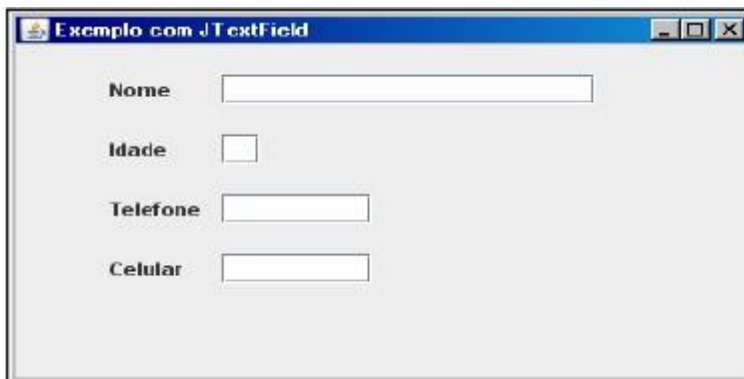 Exemplo com JTextField
Nome
Idade
Telefone
Celular